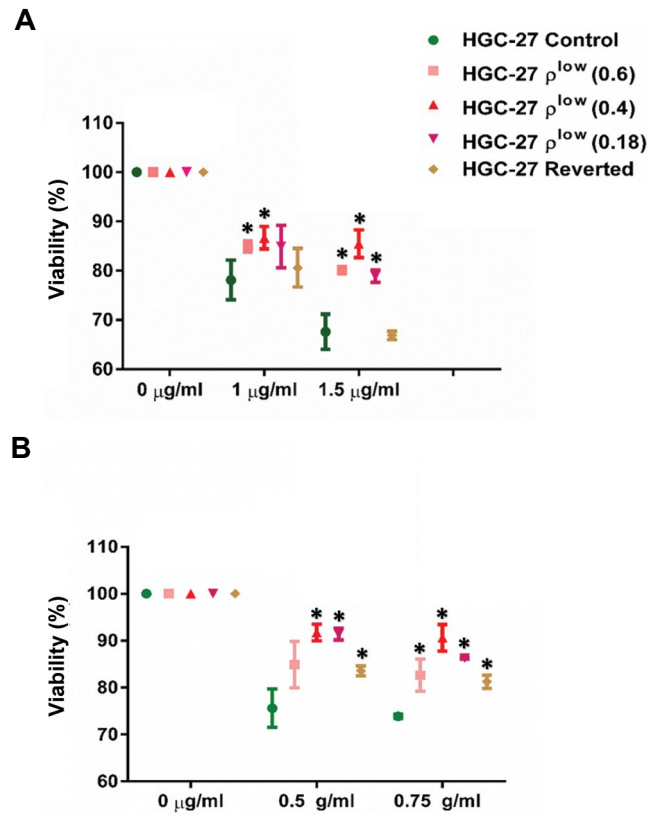 A
HGC-27 Control
HGC-27 ρlow (0.6)
HGC-27 ρlow (0.4)
HGC-27 ρlow (0.18)
HGC-27 Reverted
Viability (%)
110
100
90
80
70
60
* * * * *
0 μg/ml 1 μg/ml 1.5 μg/ml
B
Viability (%)
110
100
90
80
70
60
* * * * * * *
0 μg/ml 0.5 g/ml 0.75 g/ml